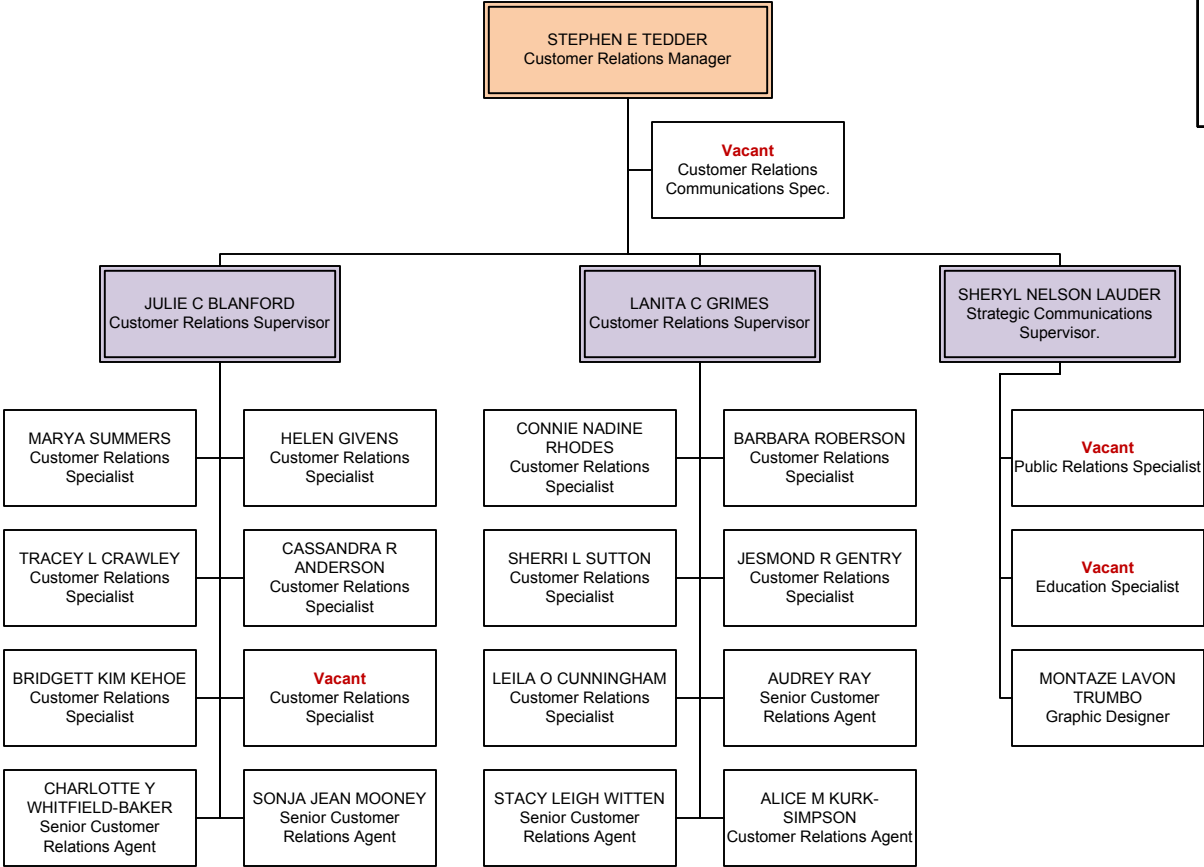 STEPHEN E TEDDER
Customer Relations Manager
Vacant
Customer Relations
Communications Spec.
JULIE C BLANFORD
Customer Relations Supervisor
LANITA C GRIMES
Customer Relations Supervisor
SHERYL NELSON LAUDER
Strategic Communications
Supervisor.
MARYA SUMMERS
Customer Relations
Specialist
HELEN GIVENS
Customer Relations
Specialist
CONNIE NADINE
RHODES
Customer Relations
Specialist
BARBARA ROBERSON
Customer Relations
Specialist
Vacant
Public Relations Specialist
TRACEY L CRAWLEY
Customer Relations
Specialist
CASSANDRA R
ANDERSON
Customer Relations
Specialist
SHERRI L SUTTON
Customer Relations
Specialist
JESMOND R GENTRY
Customer Relations
Specialist
Vacant
Education Specialist
BRIDGETT KIM KEHOE
Customer Relations
Specialist
Vacant
Customer Relations
Specialist
LEILA O CUNNINGHAM
Customer Relations
Specialist
AUDREY RAY
Senior Customer
Relations Agent
MONTAZE LAVON
TRUMBO
Graphic Designer
CHARLOTTE Y
WHITFIELD-BAKER
Senior Customer
Relations Agent
SONJA JEAN MOONEY
Senior Customer
Relations Agent
STACY LEIGH WITTEN
Senior Customer
Relations Agent
ALICE M KURK-
SIMPSON
Customer Relations Agent